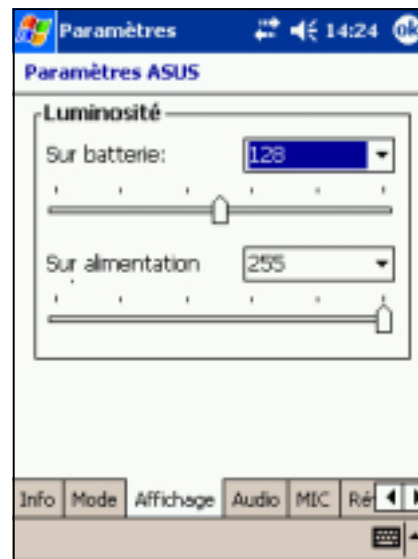 Paramètres 14:24 ok
Paramètres ASUS
Luminosité
Sur batterie: 128
Sur alimentation 255
Info Mode Affichage Audio MIC Ré